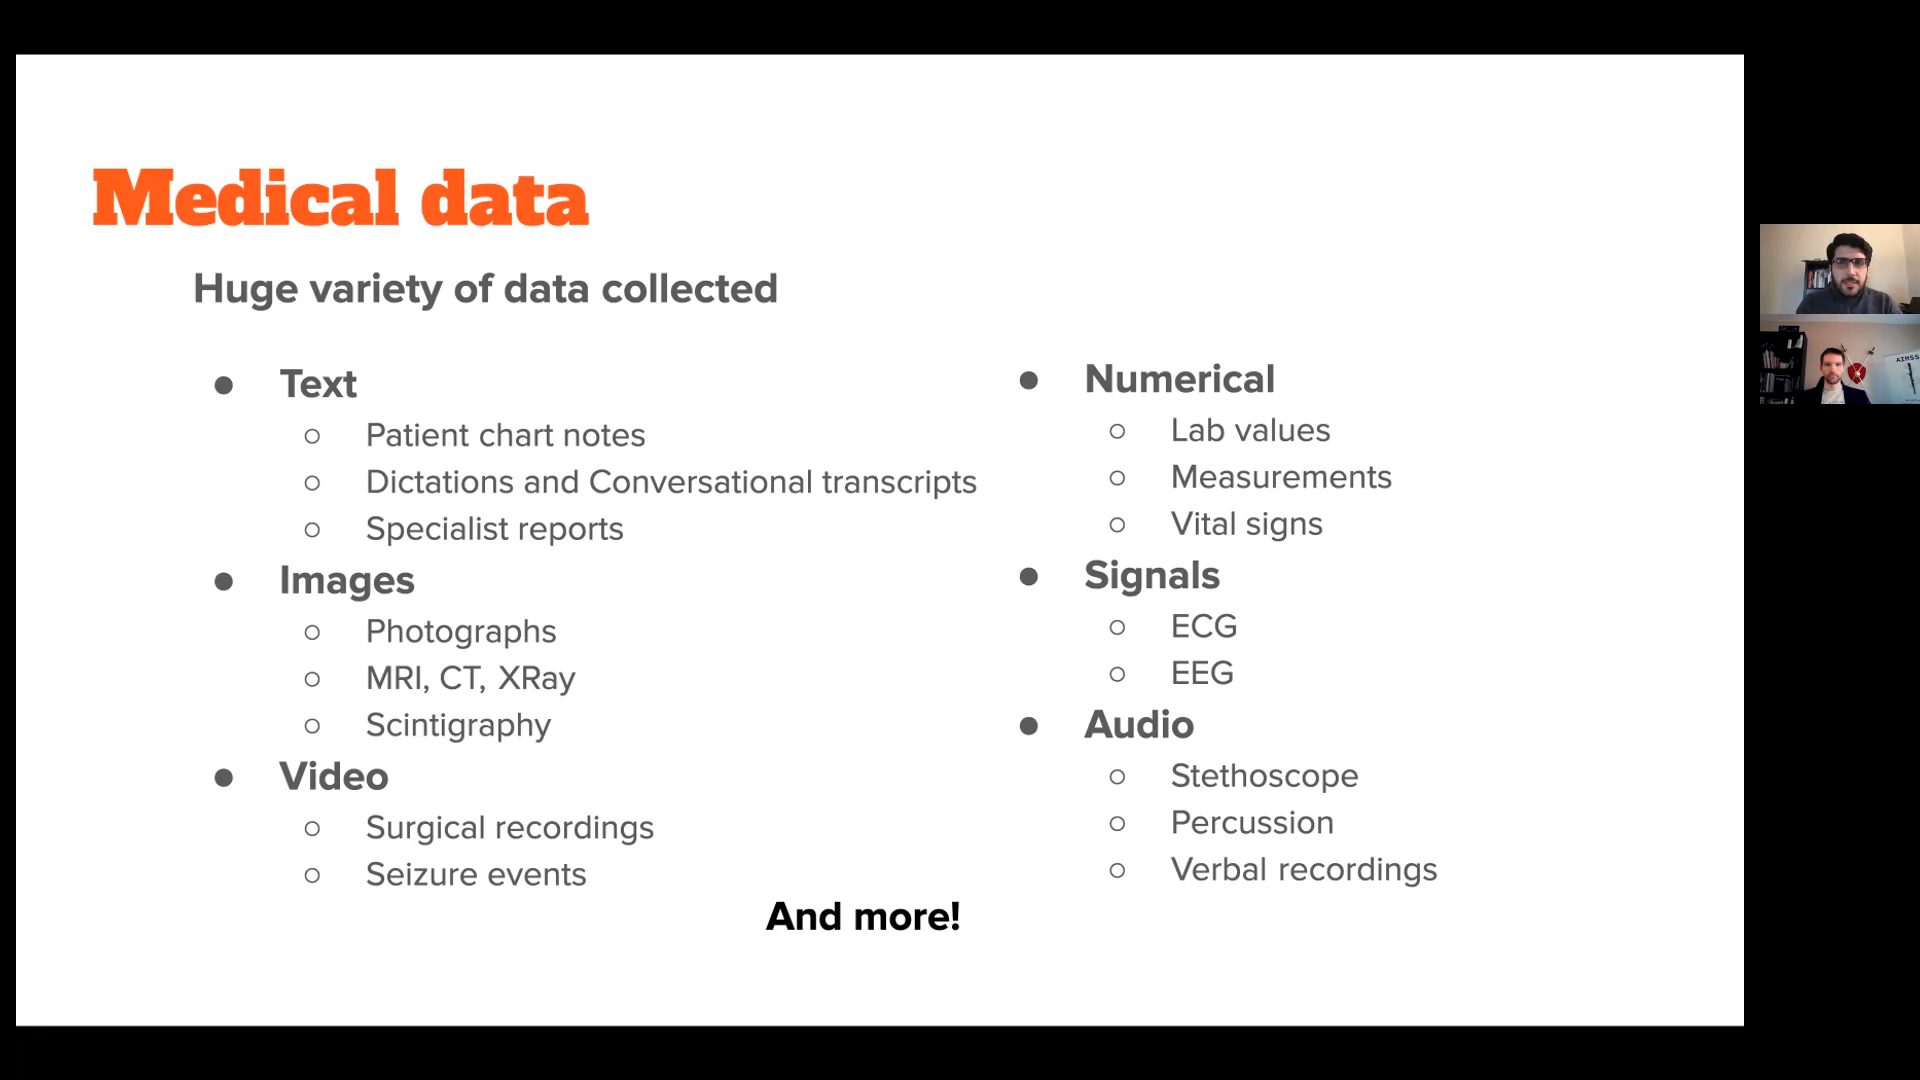 Medical data
Huge variety of data collected
● Text
○ Patient chart notes
○ Dictations and Conversational transcripts
○ Specialist reports
● Images
○ Photographs
○ MRI, CT, XRay
○ Scintigraphy
● Video
○ Surgical recordings
○ Seizure events
● Numerical
○ Lab values
○ Measurements
○ Vital signs
● Signals
○ ECG
○ EEG
● Audio
○ Stethoscope
○ Percussion
○ Verbal recordings
And more!
AIMSS